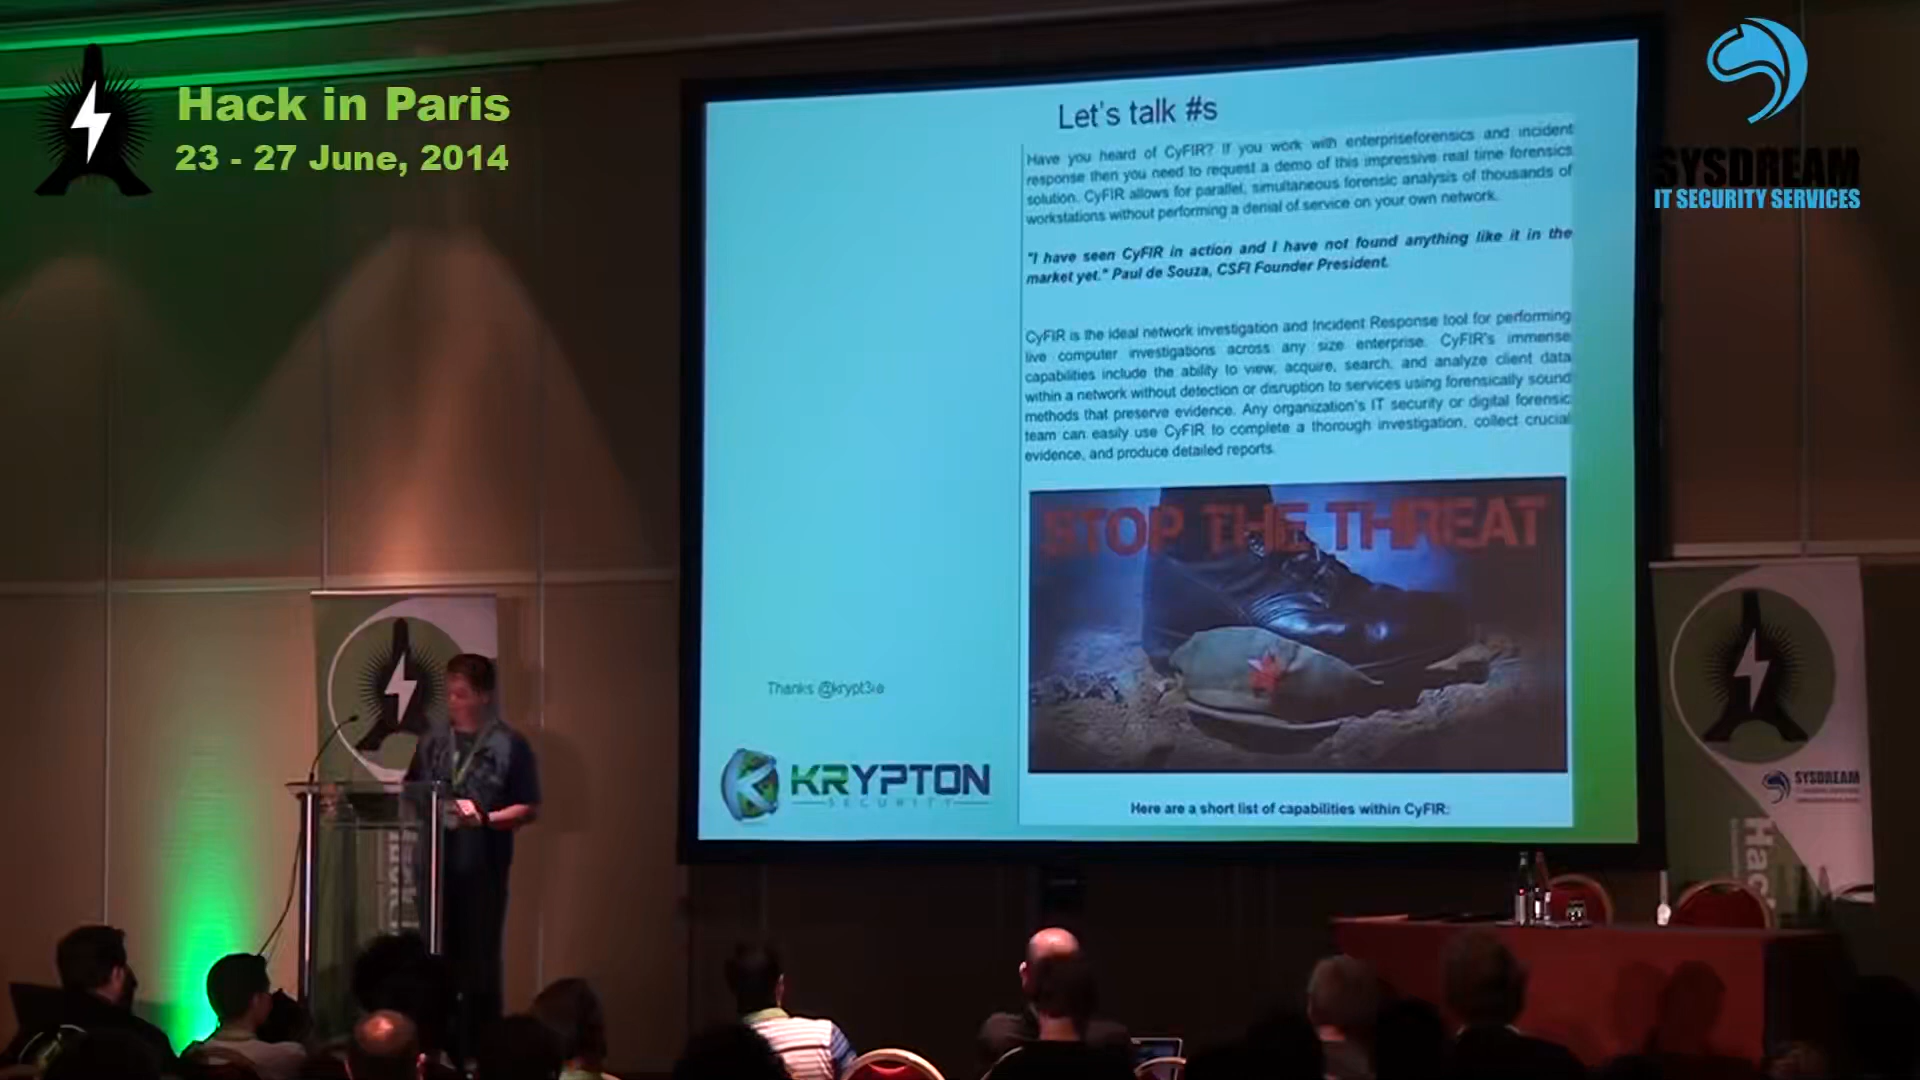 Hack in Paris
23 - 27 June, 2014
SYSDREAM
IT SECURITY SERVICES
Let's talk #s
Have you heard of CyFIR? If you work with enterpriseforensics and incident
response then you need to request a demo of this impressive real time forensics
solution. CyFIR allows for parallel, simultaneous forensic analysis of thousands of
workstations without performing a denial of service on your own network.
"I have seen CyFIR in action and I have not found anything like it in the
market yet." Paul de Souza, CSFI Founder President.
CyFIR is the ideal network investigation and Incident Response tool for performing
live computer investigations across any size enterprise. CyFIR's immense
capabilities include the ability to view, acquire, search, and analyze client data
within a network without detection or disruption to services using forensically sound
methods that preserve evidence. Any organization's IT security or digital forensic
team can easily use CyFIR to complete a thorough investigation, collect crucial
evidence, and produce detailed reports.
STOP THE THREAT
Thanks @krypt3ia
KRYPTON
SECURITY
Here are a short list of capabilities within CyFIR:
SYSDREAM
Hac